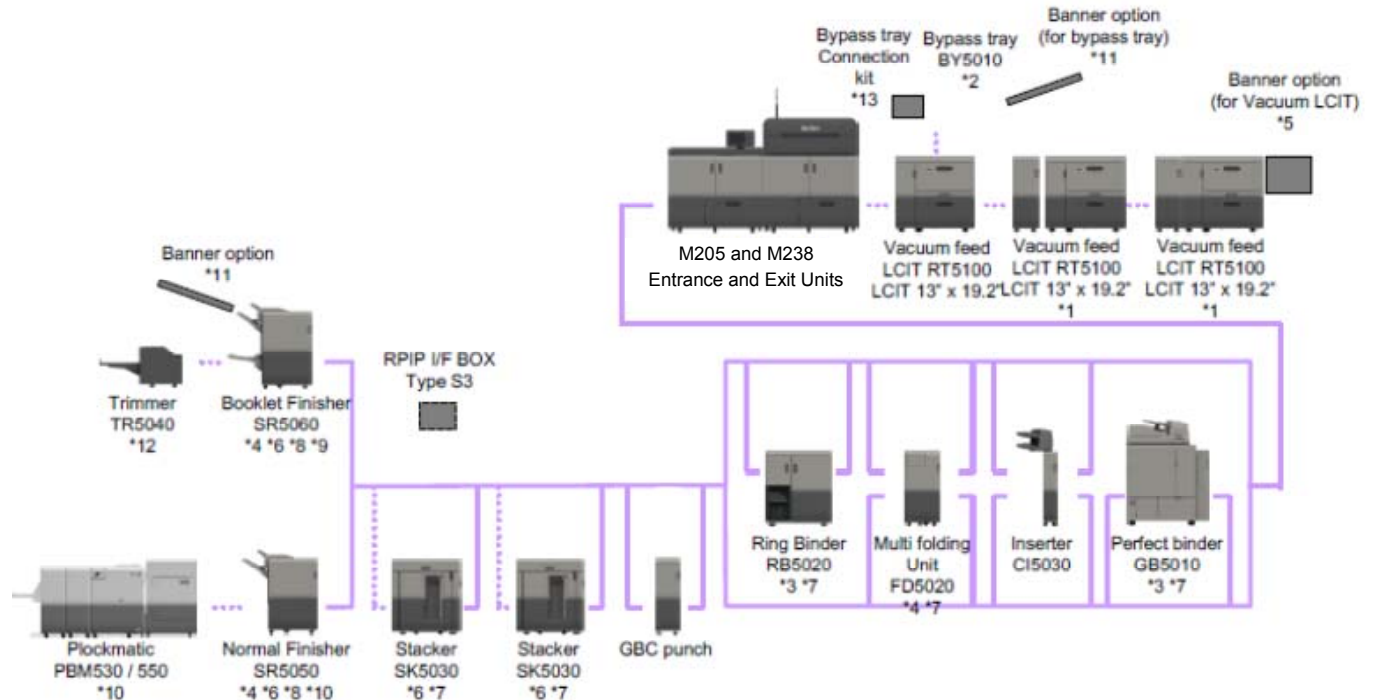 Bypass tray
Connection
kit
*13
Bypass tray
BY5010
*2
Banner option
(for bypass tray)
*11
Banner option
(for Vacuum LCIT)
*5
M205 and M238
Entrance and Exit Units
Vacuum feed
LCIT RT5100
LCIT 13" x 19.2"
Vacuum feed
LCIT RT5100
LCIT 13" x 19.2"
*1
Vacuum feed
LCIT RT5100
LCIT 13" x 19.2"
*1
Banner option
*11
Trimmer
TR5040
*12
Booklet Finisher
SR5060
*4 *6 *8 *9
RPIP I/F BOX
Type S3
Ring Binder
RB5020
*3 *7
Multi folding
Unit
FD5020
*4 *7
Inserter
CI5030
Perfect binder
GB5010
*3 *7
Plockmatic
PBM530 / 550
*10
Normal Finisher
SR5050
*4 *6 *8 *10
Stacker
SK5030
*6 *7
Stacker
SK5030
*6 *7
GBC punch